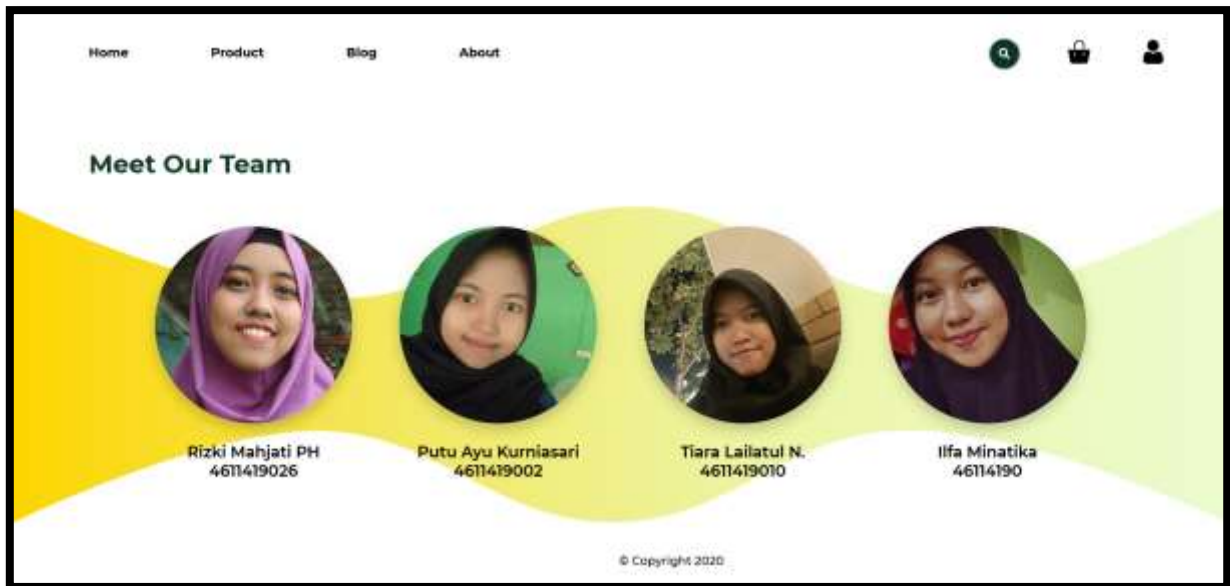 Home Product Blog About
Meet Our Team
Rizki Mahjati PH
4611419026
Putu Ayu Kurniasari
4611419002
Tiara Lailatul N.
4611419010
Ilfa Minatika
46114190
© Copyright 2020